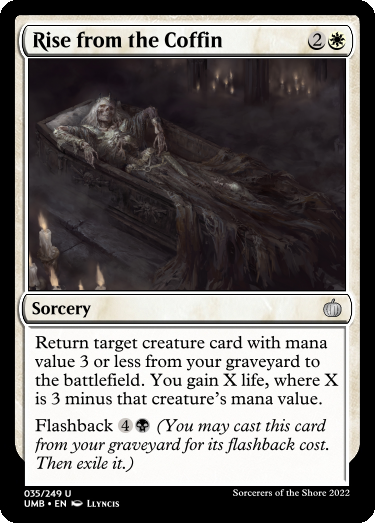 Rise from the Coffin 2
Sorcery
Return target creature card with mana
value 3 or less from your graveyard to
the battlefield. You gain X life, where X
is 3 minus that creature's mana value.
Flashback 4 (You may cast this card
from your graveyard for its flashback cost.
Then exile it.)
035/249 U
UMB • EN Llyncis
Sorcerers of the Shore 2022